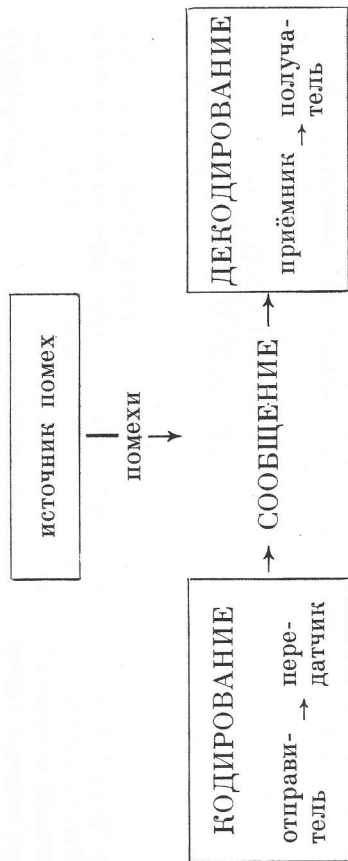 источник помех
помехи
КОДИРОВАНИЕ
отправи-
тель
→ пере-
датчик
→ СООБЩЕНИЕ →
ДЕКОДИРОВАНИЕ
приёмник → получа-
тель